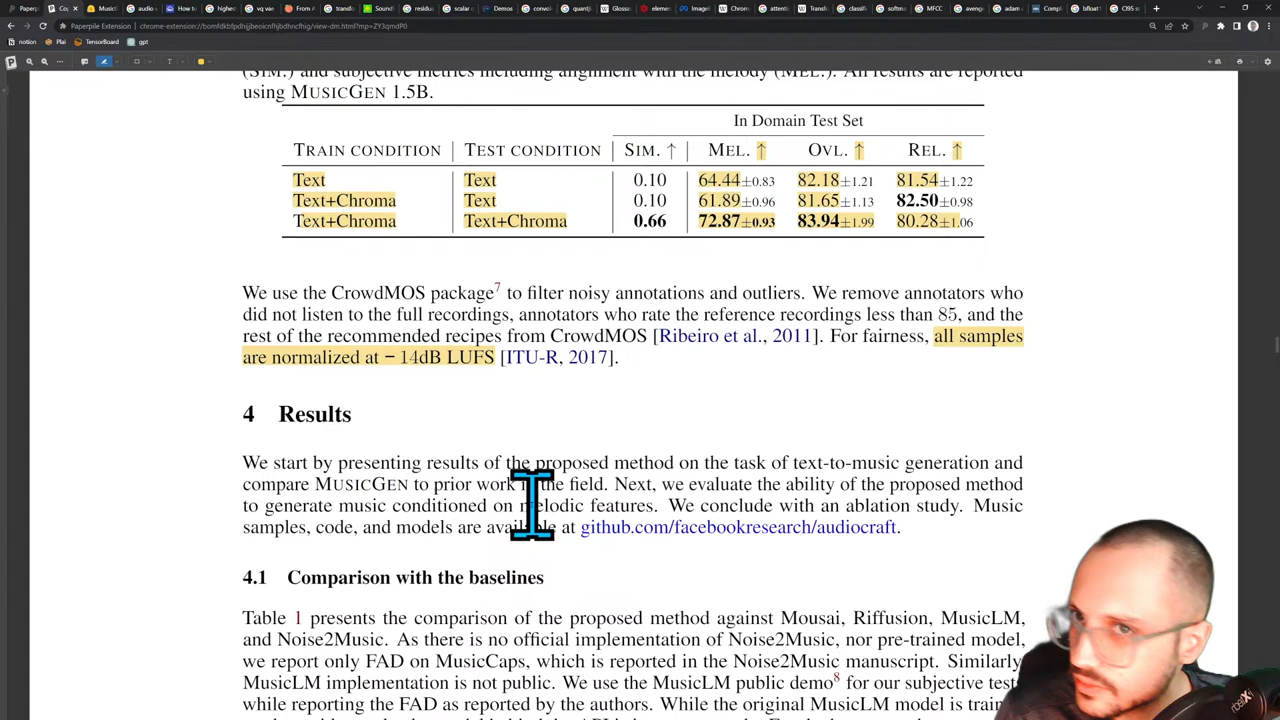 Paperpile Extension | chrome-extension://bomfdkbfpdhijjbeoicnfhjbdhncfhig/view-dm.html?mp=ZY3qmdP0
notion Plai TensorBoard gpt
(SIM.) and subjective metrics including alignment with the melody (MEL.). All results are reported
using MUSICGEN 1.5B.
In Domain Test Set
TRAIN CONDITION TEST CONDITION SIM. ↑ MEL. ↑ OVL. ↑ REL. ↑
Text Text 0.10 64.44±0.83 82.18±1.21 81.54±1.22
Text+Chroma Text 0.10 61.89±0.96 81.65±1.13 82.50±0.98
Text+Chroma Text+Chroma 0.66 72.87±0.93 83.94±1.99 80.28±1.06
We use the CrowdMOS package7 to filter noisy annotations and outliers. We remove annotators who
did not listen to the full recordings, annotators who rate the reference recordings less than 85, and the
rest of the recommended recipes from CrowdMOS [Ribeiro et al., 2011]. For fairness, all samples
are normalized at −14dB LUFS [ITU-R, 2017].
4 Results
We start by presenting results of the proposed method on the task of text-to-music generation and
compare MUSICGEN to prior work in the field. Next, we evaluate the ability of the proposed method
to generate music conditioned on melodic features. We conclude with an ablation study. Music
samples, code, and models are available at github.com/facebookresearch/audiocraft.
4.1 Comparison with the baselines
Table 1 presents the comparison of the proposed method against Mousai, Riffusion, MusicLM,
and Noise2Music. As there is no official implementation of Noise2Music, nor pre-trained model,
we report only FAD on MusicCaps, which is reported in the Noise2Music manuscript. Similarly
MusicLM implementation is not public. We use the MusicLM public demo8 for our subjective tests
while reporting the FAD as reported by the authors. While the original MusicLM model is